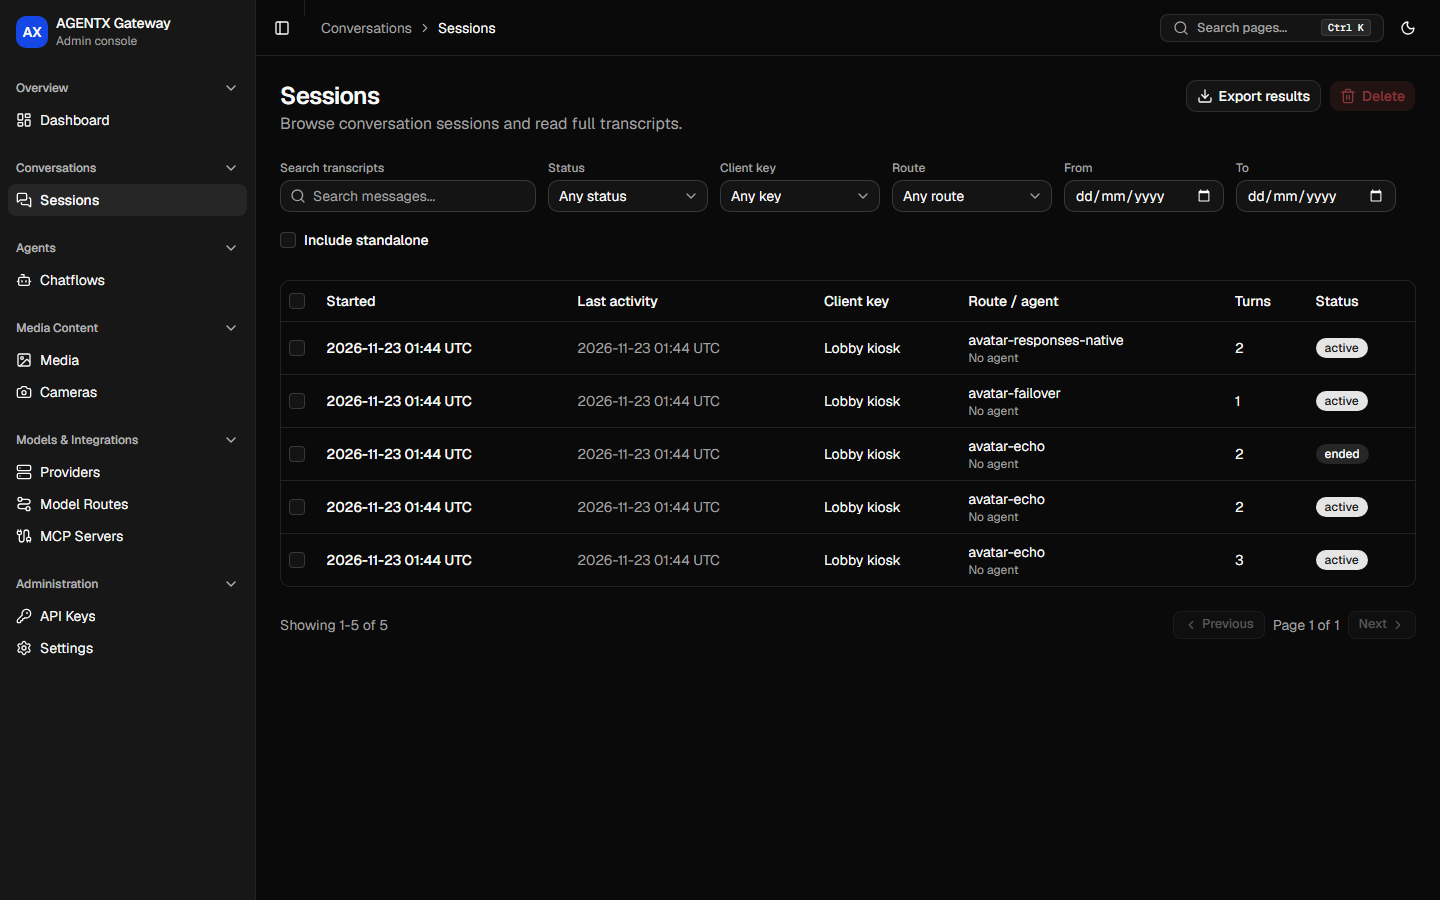 AX
AGENTX Gateway
Admin console
Overview
Dashboard
Conversations
Sessions
Agents
Chatflows
Media Content
Media
Cameras
Models & Integrations
Providers
Model Routes
MCP Servers
Administration
API Keys
Settings
Conversations > Sessions
Search pages... Ctrl K
Sessions
Browse conversation sessions and read full transcripts.
Export results
Delete
Search transcripts Status Client key Route From To
Search messages... Any status Any key Any route dd/mm/yyyy dd/mm/yyyy
Include standalone
Started Last activity Client key Route / agent Turns Status
2026-11-23 01:44 UTC 2026-11-23 01:44 UTC Lobby kiosk avatar-responses-native 2 active
No agent
2026-11-23 01:44 UTC 2026-11-23 01:44 UTC Lobby kiosk avatar-failover 1 active
No agent
2026-11-23 01:44 UTC 2026-11-23 01:44 UTC Lobby kiosk avatar-echo 2 ended
No agent
2026-11-23 01:44 UTC 2026-11-23 01:44 UTC Lobby kiosk avatar-echo 2 active
No agent
2026-11-23 01:44 UTC 2026-11-23 01:44 UTC Lobby kiosk avatar-echo 3 active
No agent
Showing 1-5 of 5
Previous Page 1 of 1 Next